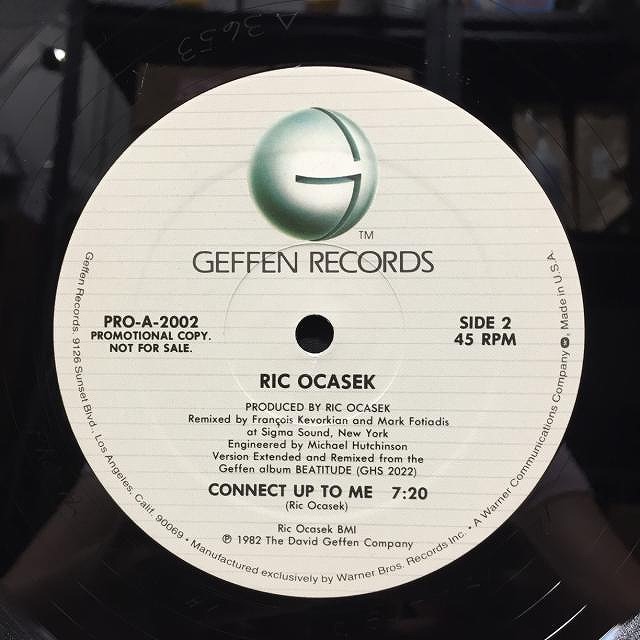 A 3653
TM
GEFFEN RECORDS
PRO-A-2002
PROMOTIONAL COPY.
NOT FOR SALE.
SIDE 2
45 RPM
RIC OCASEK
PRODUCED BY RIC OCASEK
Remixed by François Kevorkian and Mark Fotiadis
at Sigma Sound, New York
Engineered by Michael Hutchinson
Version Extended and Remixed from the
Geffen album BEATITUDE (GHS 2022)
CONNECT UP TO ME 7:20
(Ric Ocasek)
Ric Ocasek BMI
℗ 1982 The David Geffen Company
Geffen Records, 9126 Sunset Blvd. Los Angeles, Calif. 90069 • Manufactured exclusively by Warner Bros. Records Inc. • A Warner Communications Company Made in U.S.A.